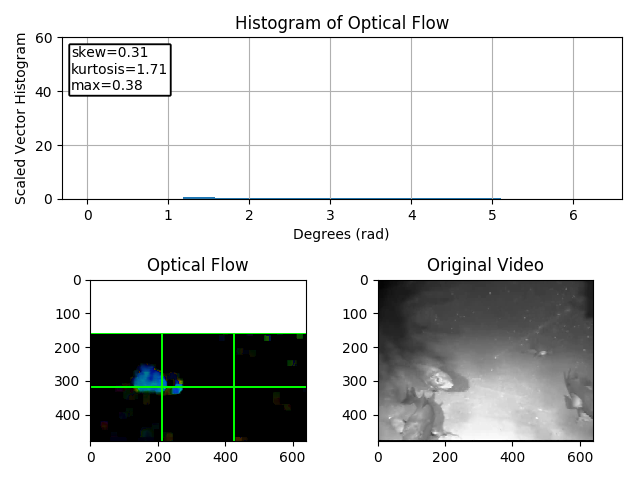 Histogram of Optical Flow
skew=0.31
kurtosis=1.71
max=0.38
Scaled Vector Histogram
60
40
20
0
0 1 2 3 4 5 6
Degrees (rad)
Optical Flow
0
100
200
300
400
0 200 400 600
Original Video
0
100
200
300
400
0 200 400 600